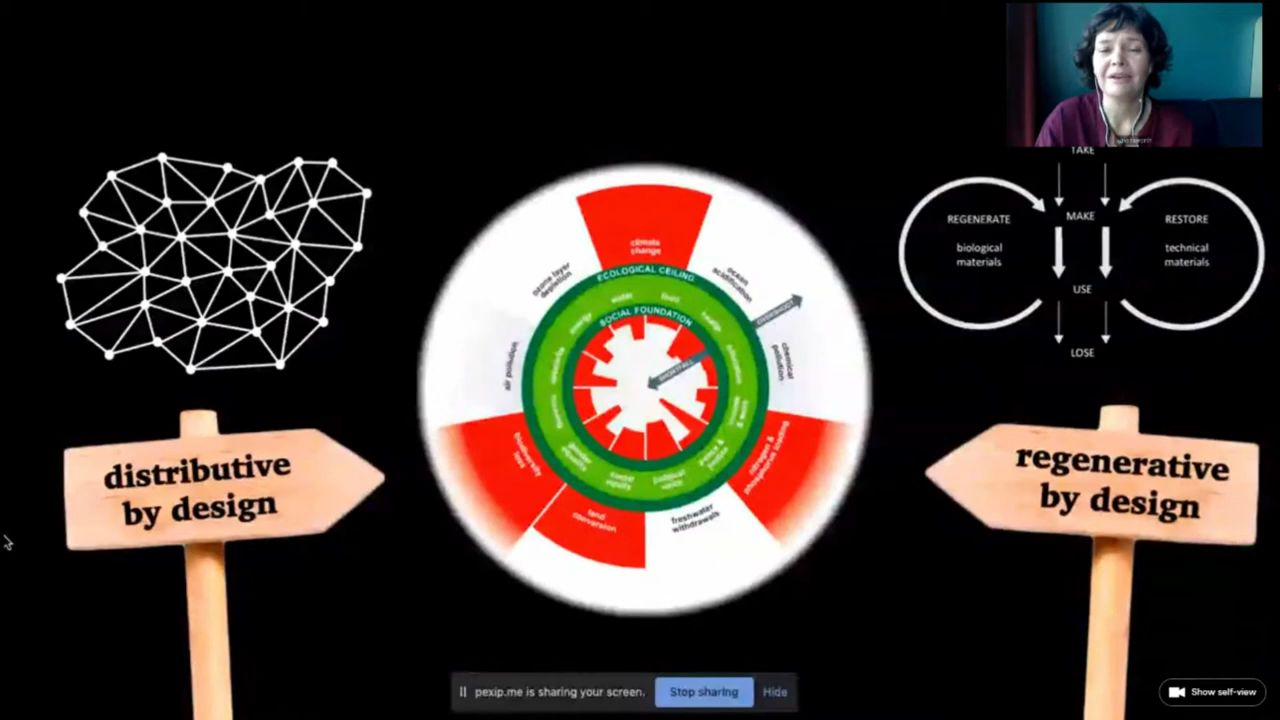 TAKE
REGENERATE
MAKE
RESTORE
biological
materials
technical
materials
USE
LOSE
climate
change
ozone layer
depletion
ocean
acidification
ECOLOGICAL CEILING
OVERSHOOT
water
food
energy
health
SOCIAL FOUNDATION
SHORTFALL
air pollution
chemical
pollution
housing
gender
equality
social
equity
political
voice
peace &
justice
biodiversity
loss
land
conversion
freshwater
withdrawals
nitrogen &
phosphorus loading
distributive
by design
regenerative
by design
pexip.me is sharing your screen.
Stop sharing
Hide
Show self-view